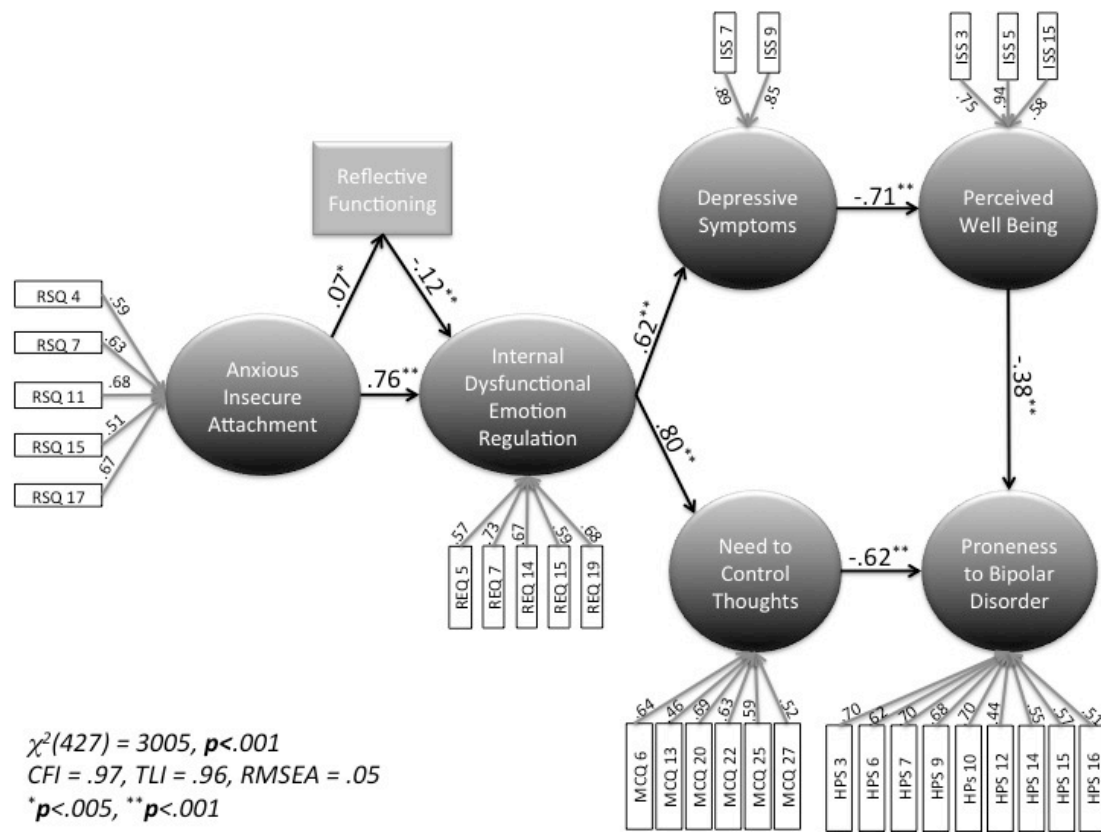 ISS 7
ISS 9
.89
.85
ISS 3
ISS 5
ISS 15
.75
.94
.58
Reflective
Functioning
Depressive
Symptoms
-.71**
Perceived
Well Being
.07*
-.12**
RSQ 4
RSQ 7
RSQ 11
RSQ 15
RSQ 17
.59
.63
.68
.51
.67
Anxious
Insecure
Attachment
.76**
Internal
Dysfunctional
Emotion
Regulation
.62**
.80**
-.38**
.57
.73
.67
.59
.68
REQ 5
REQ 7
REQ 14
REQ 15
REQ 19
Need to
Control
Thoughts
-.62**
Proneness
to Bipolar
Disorder
.64
.46
.69
.63
.59
.52
MCQ 6
MCQ 13
MCQ 20
MCQ 22
MCQ 25
MCQ 27
.70
.62
.70
.68
.70
.44
.55
.57
.51
HPS 3
HPS 6
HPS 7
HPS 9
HPs 10
HPS 12
HPS 14
HPS 15
HPS 16
χ²(427) = 3005, p<.001
CFI = .97, TLI = .96, RMSEA = .05
*p<.005, **p<.001